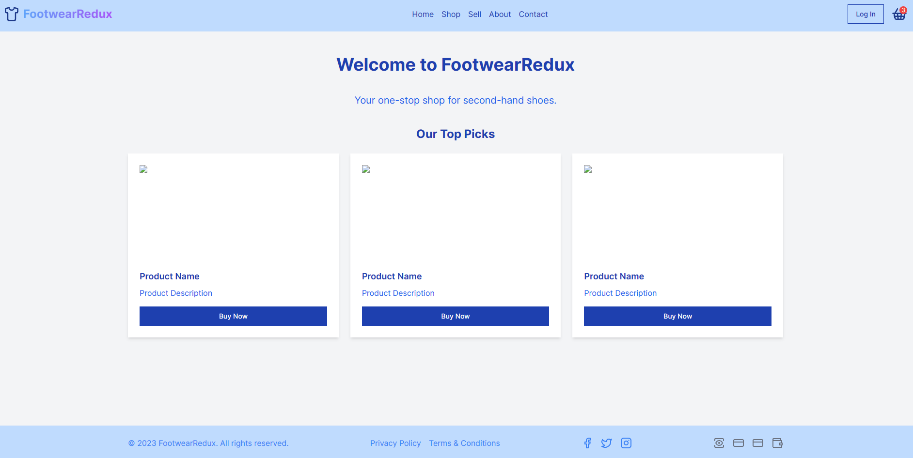 FootwearRedux
Home Shop Sell About Contact
Log In
Welcome to FootwearRedux
Your one-stop shop for second-hand shoes.
Our Top Picks
Product Name
Product Description
Buy Now
Product Name
Product Description
Buy Now
Product Name
Product Description
Buy Now
© 2023 FootwearRedux. All rights reserved.
Privacy Policy Terms & Conditions